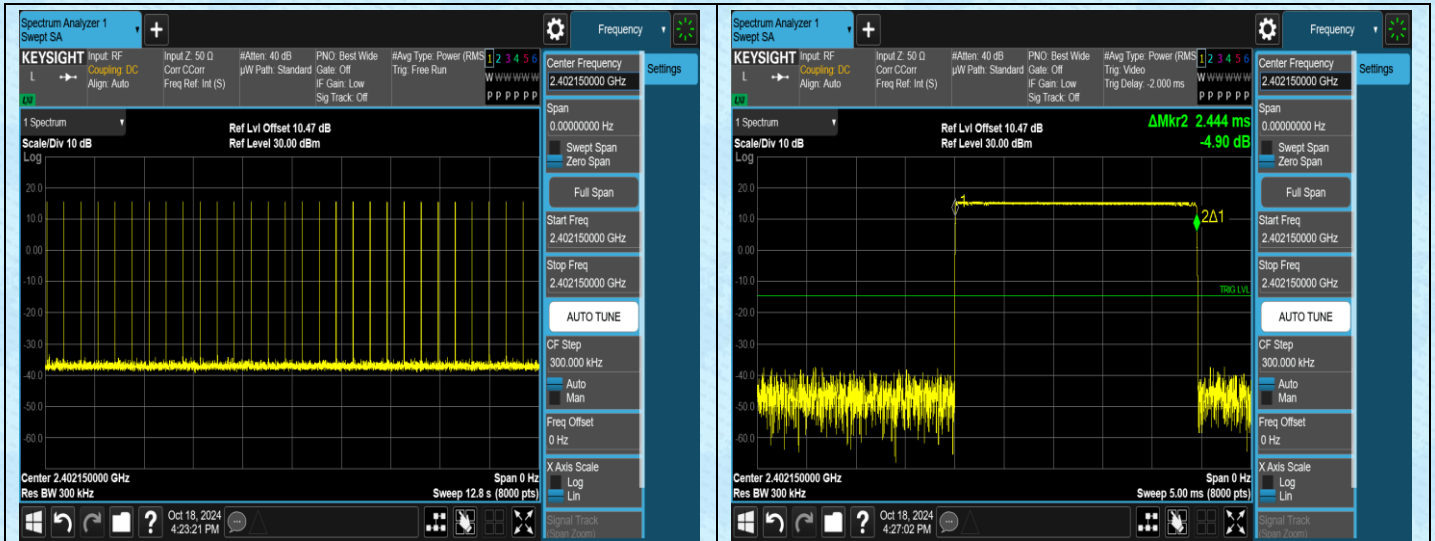 Spectrum Analyzer 1
Swept SA
+
Frequency
KEYSIGHT
L
LXI
Input: RF
Coupling: DC
Align: Auto
Input Z: 50 Ω
Corr CCorr
Freq Ref: Int (S)
#Atten: 40 dB
µW Path: Standard
PNO: Best Wide
Gate: Off
IF Gain: Low
Sig Track: Off
#Avg Type: Power (RMS
Trig: Free Run
1 2 3 4 5 6
W W W W W W
P P P P P P
Center Frequency
2.402150000 GHz
Settings
Span
0.00000000 Hz
Swept Span
Zero Span
Full Span
Start Freq
2.402150000 GHz
Stop Freq
2.402150000 GHz
AUTO TUNE
CF Step
300.000 kHz
Auto
Man
Freq Offset
0 Hz
X Axis Scale
Log
Lin
Signal Track
(Span Zoom)
1 Spectrum
Scale/Div 10 dB
Log
Ref Lvl Offset 10.47 dB
Ref Level 30.00 dBm
20.0
10.0
0.00
-10.0
-20.0
-30.0
-40.0
-50.0
-60.0
Center 2.402150000 GHz
Res BW 300 kHz
Span 0 Hz
Sweep 12.8 s (8000 pts)
?
Oct 18, 2024
4:23:21 PM
Spectrum Analyzer 1
Swept SA
+
Frequency
KEYSIGHT
L
LXI
Input: RF
Coupling: DC
Align: Auto
Input Z: 50 Ω
Corr CCorr
Freq Ref: Int (S)
#Atten: 40 dB
µW Path: Standard
PNO: Best Wide
Gate: Off
IF Gain: Low
Sig Track: Off
#Avg Type: Power (RMS
Trig: Video
Trig Delay: -2.000 ms
1 2 3 4 5 6
W W W W W W
P P P P P P
Center Frequency
2.402150000 GHz
Settings
Span
0.00000000 Hz
Swept Span
Zero Span
Full Span
Start Freq
2.402150000 GHz
Stop Freq
2.402150000 GHz
AUTO TUNE
CF Step
300.000 kHz
Auto
Man
Freq Offset
0 Hz
X Axis Scale
Log
Lin
Signal Track
(Span Zoom)
1 Spectrum
Scale/Div 10 dB
Log
Ref Lvl Offset 10.47 dB
Ref Level 30.00 dBm
ΔMkr2 2.444 ms
-4.90 dB
20.0
10.0
0.00
-10.0
-20.0
-30.0
-40.0
-50.0
-60.0
1
2Δ1
TRIG LVL
Center 2.402150000 GHz
Res BW 300 kHz
Span 0 Hz
Sweep 5.00 ms (8000 pts)
?
Oct 18, 2024
4:27:02 PM